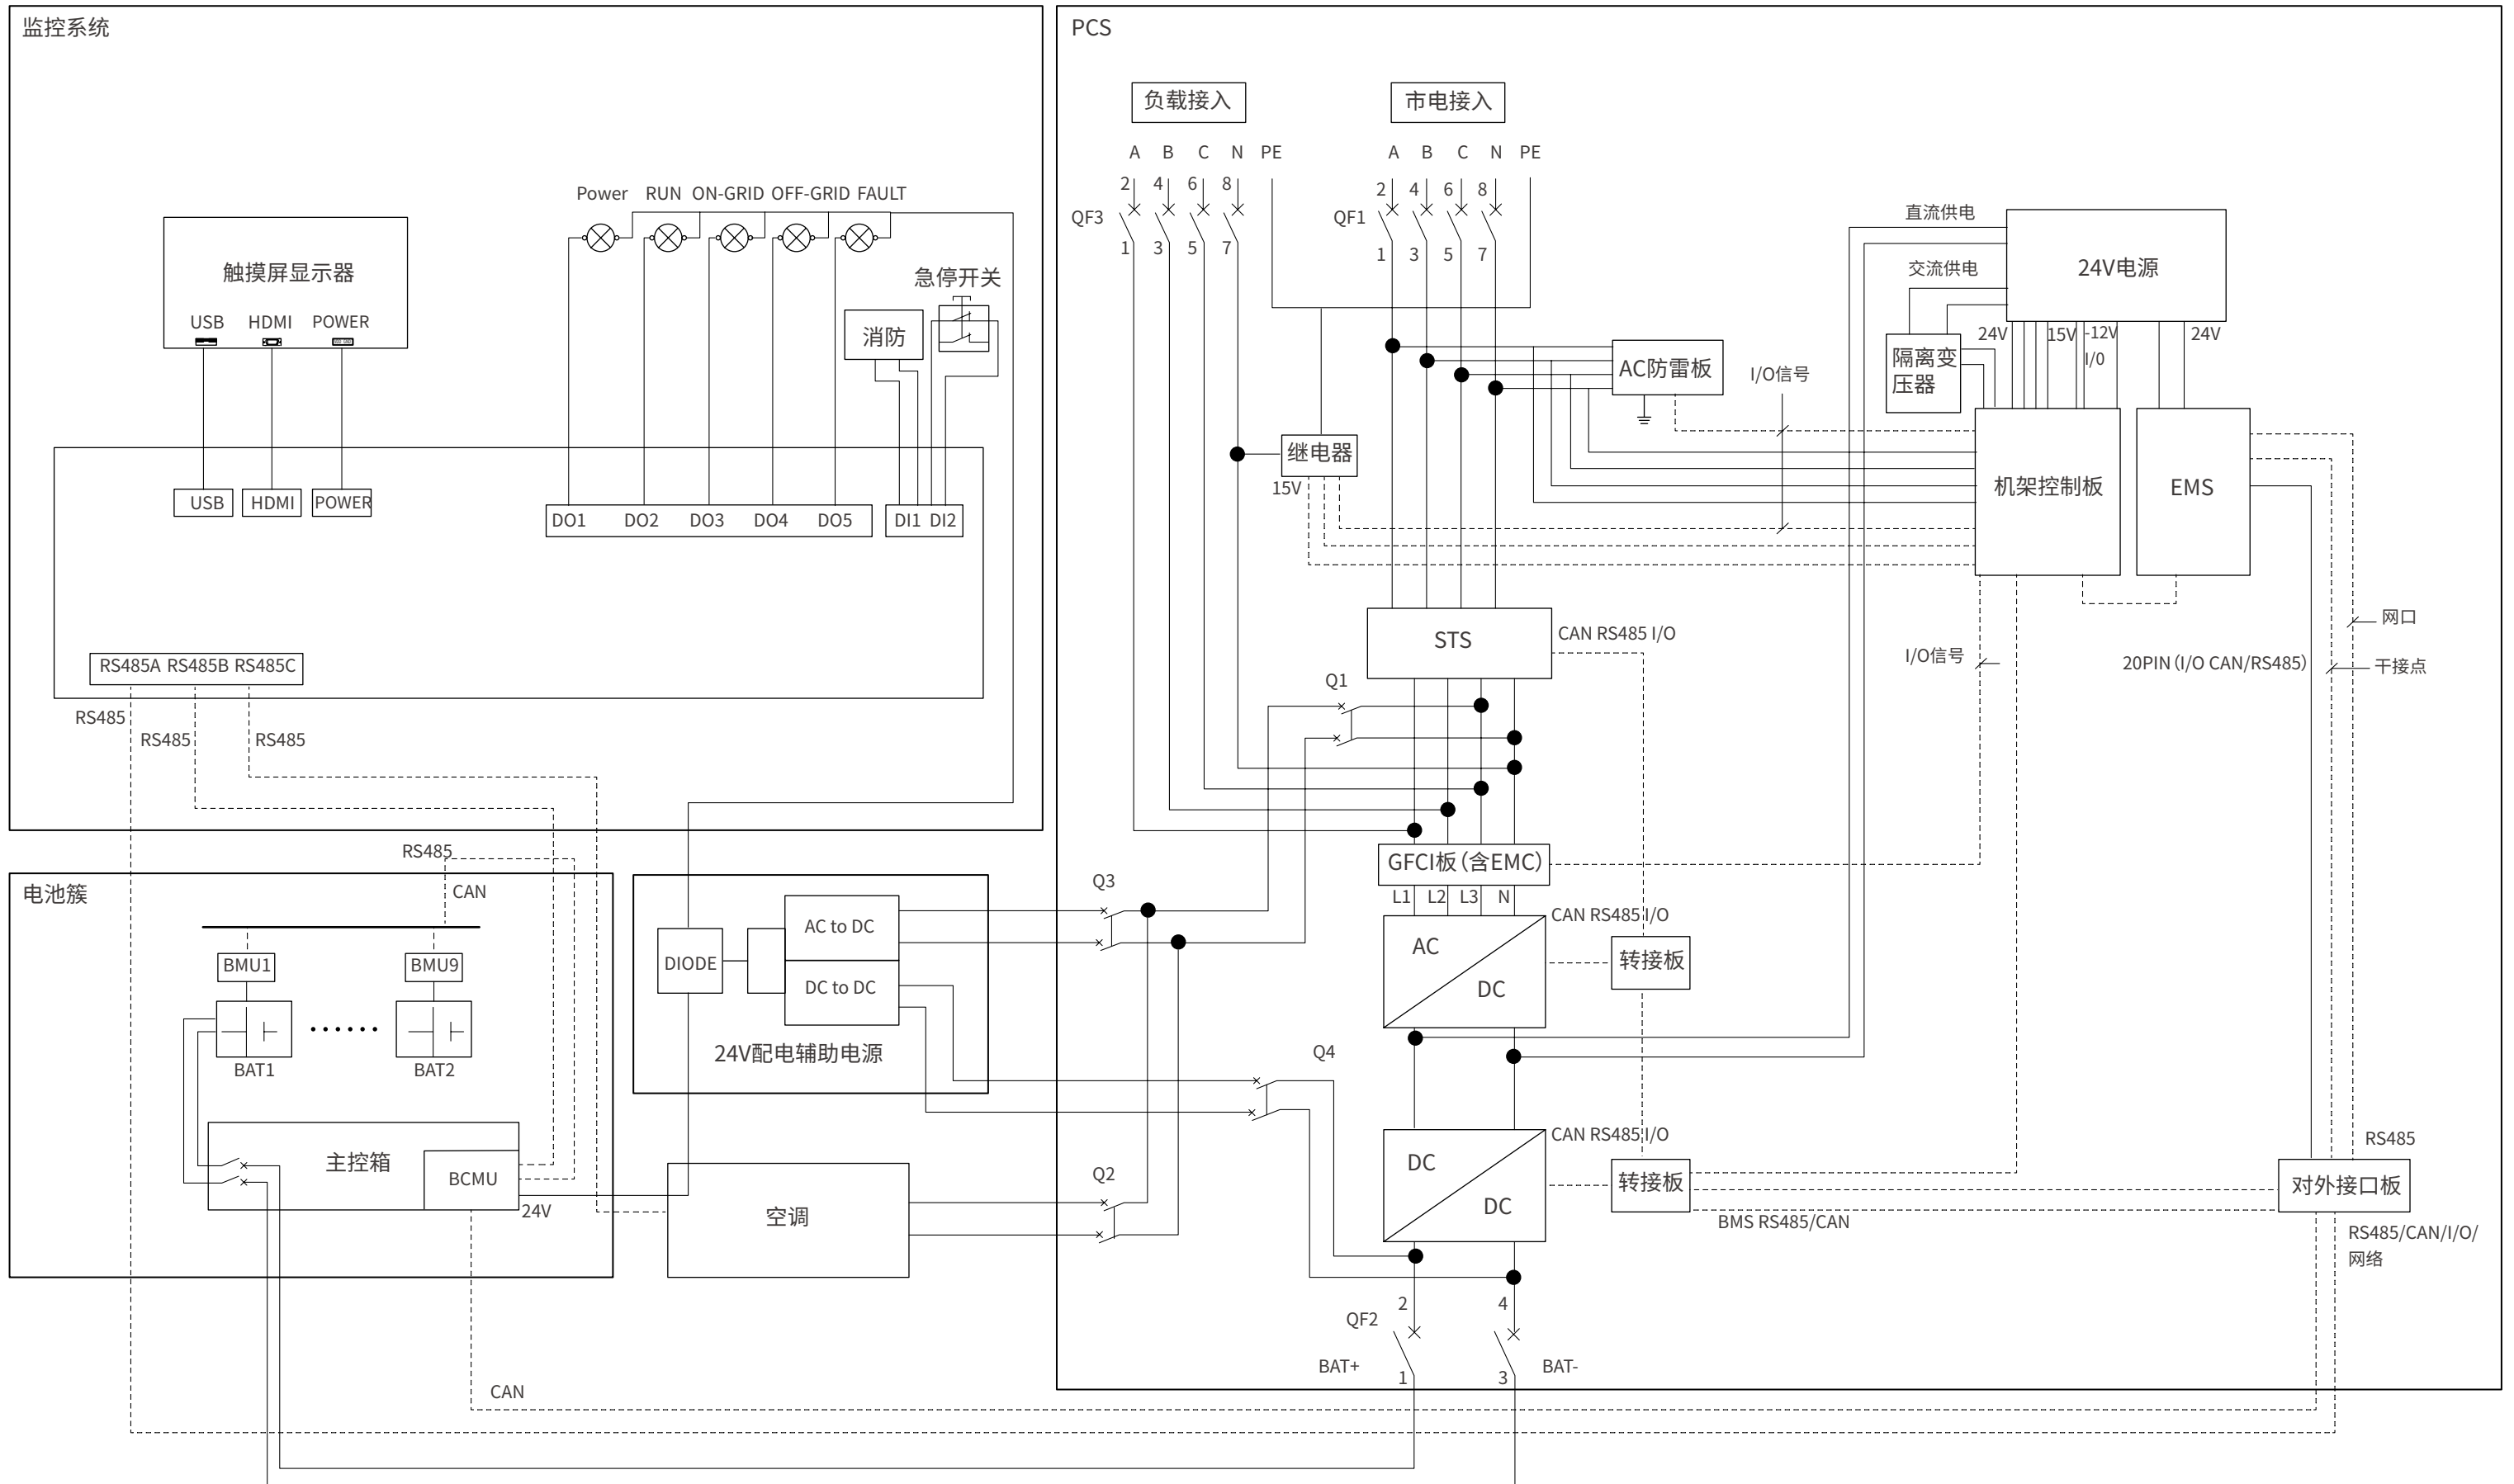 监控系统
Power RUN ON-GRID OFF-GRID FAULT
触摸屏显示器
USB HDMI POWER
急停开关
消防
USB HDMI POWER
DO1 DO2 DO3 DO4 DO5 DI1 DI2
RS485A RS485B RS485C
RS485
RS485
RS485
PCS
负载接入
市电接入
A B C N PE
A B C N PE
2 4 6 8
QF3
1 3 5 7
2 4 6 8
QF1
1 3 5 7
直流供电
交流供电
24V电源
24V 15V -12V 24V
I/0
隔离变
压器
AC防雷板
I/O信号
继电器
15V
机架控制板
EMS
STS
CAN RS485 I/O
网口
I/O信号
20PIN(I/O CAN/RS485)
干接点
Q1
GFCI板(含EMC)
L1 L2 L3 N
CAN RS485 I/O
AC
DC
转接板
Q3
Q4
CAN RS485 I/O
DC
DC
转接板
BMS RS485/CAN
RS485
对外接口板
RS485/CAN/I/O/
网络
Q2
2 4
QF2
BAT+ BAT-
1 3
RS485
电池簇
CAN
BMU1 BMU9
BAT1 BAT2
主控箱
BCMU
24V
AC to DC
DIODE
DC to DC
24V配电辅助电源
空调
CAN